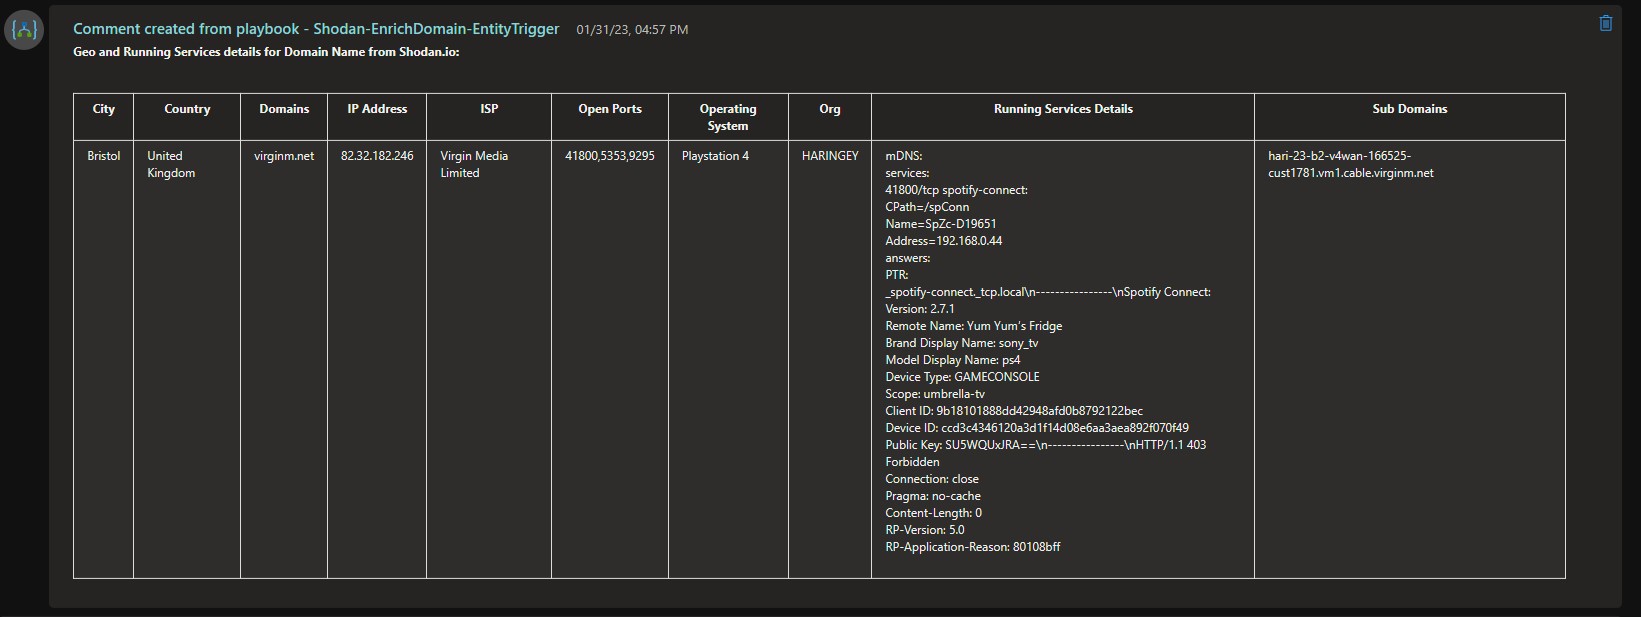 Comment created from playbook - Shodan-EnrichDomain-EntityTrigger 01/31/23, 04:57 PM
Geo and Running Services details for Domain Name from Shodan.io:
City Country Domains IP Address ISP Open Ports Operating System Org Running Services Details Sub Domains
Bristol
United
Kingdom
virginm.net
82.32.182.246
Virgin Media
Limited
41800,5353,9295
Playstation 4
HARINGEY
mDNS:
services:
41800/tcp spotify-connect:
CPath=/spConn
Name=SpZc-D19651
Address=192.168.0.44
answers:
PTR:
_spotify-connect._tcp.local\n----------------\nSpotify Connect:
Version: 2.7.1
Remote Name: Yum Yum's Fridge
Brand Display Name: sony_tv
Model Display Name: ps4
Device Type: GAMECONSOLE
Scope: umbrella-tv
Client ID: 9b18101888dd42948afd0b8792122bec
Device ID: ccd3c4346120a3d1f14d08e6aa3aea892f070f49
Public Key: SU5WQUxJRA==\n----------------\nHTTP/1.1 403
Forbidden
Connection: close
Pragma: no-cache
Content-Length: 0
RP-Version: 5.0
RP-Application-Reason: 80108bff
hari-23-b2-v4wan-166525-
cust1781.vm1.cable.virginm.net